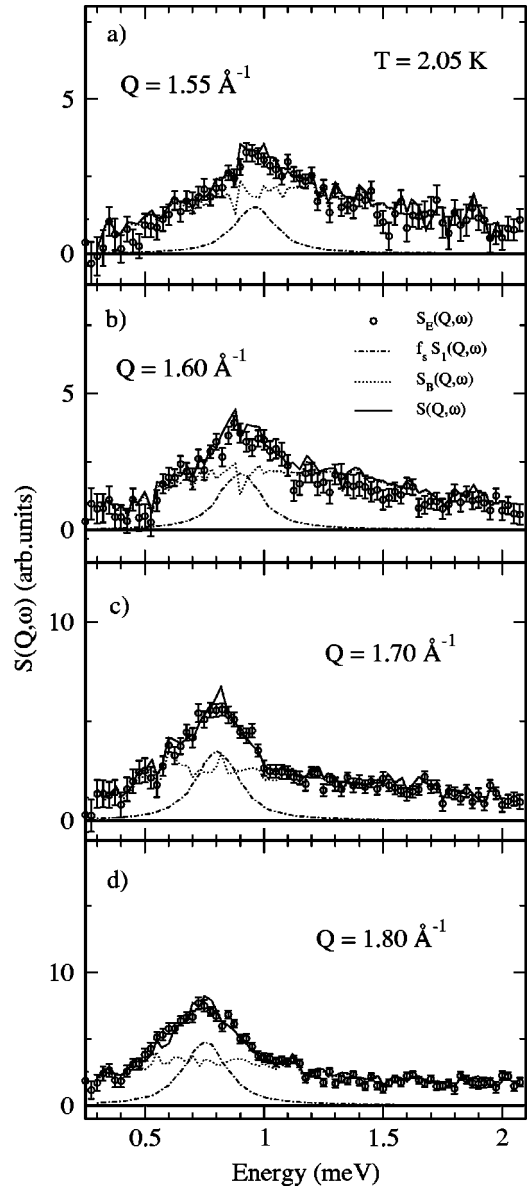 a)
T = 2.05 K
Q = 1.55 Å⁻¹
5
0
b)
S_E(Q,ω)
f_s S_1(Q,ω)
S_B(Q,ω)
S(Q,ω)
Q = 1.60 Å⁻¹
5
0
S(Q,ω) (arb.units)
c)
10
Q = 1.70 Å⁻¹
0
d)
Q = 1.80 Å⁻¹
10
0
0.5 1 1.5 2
Energy (meV)